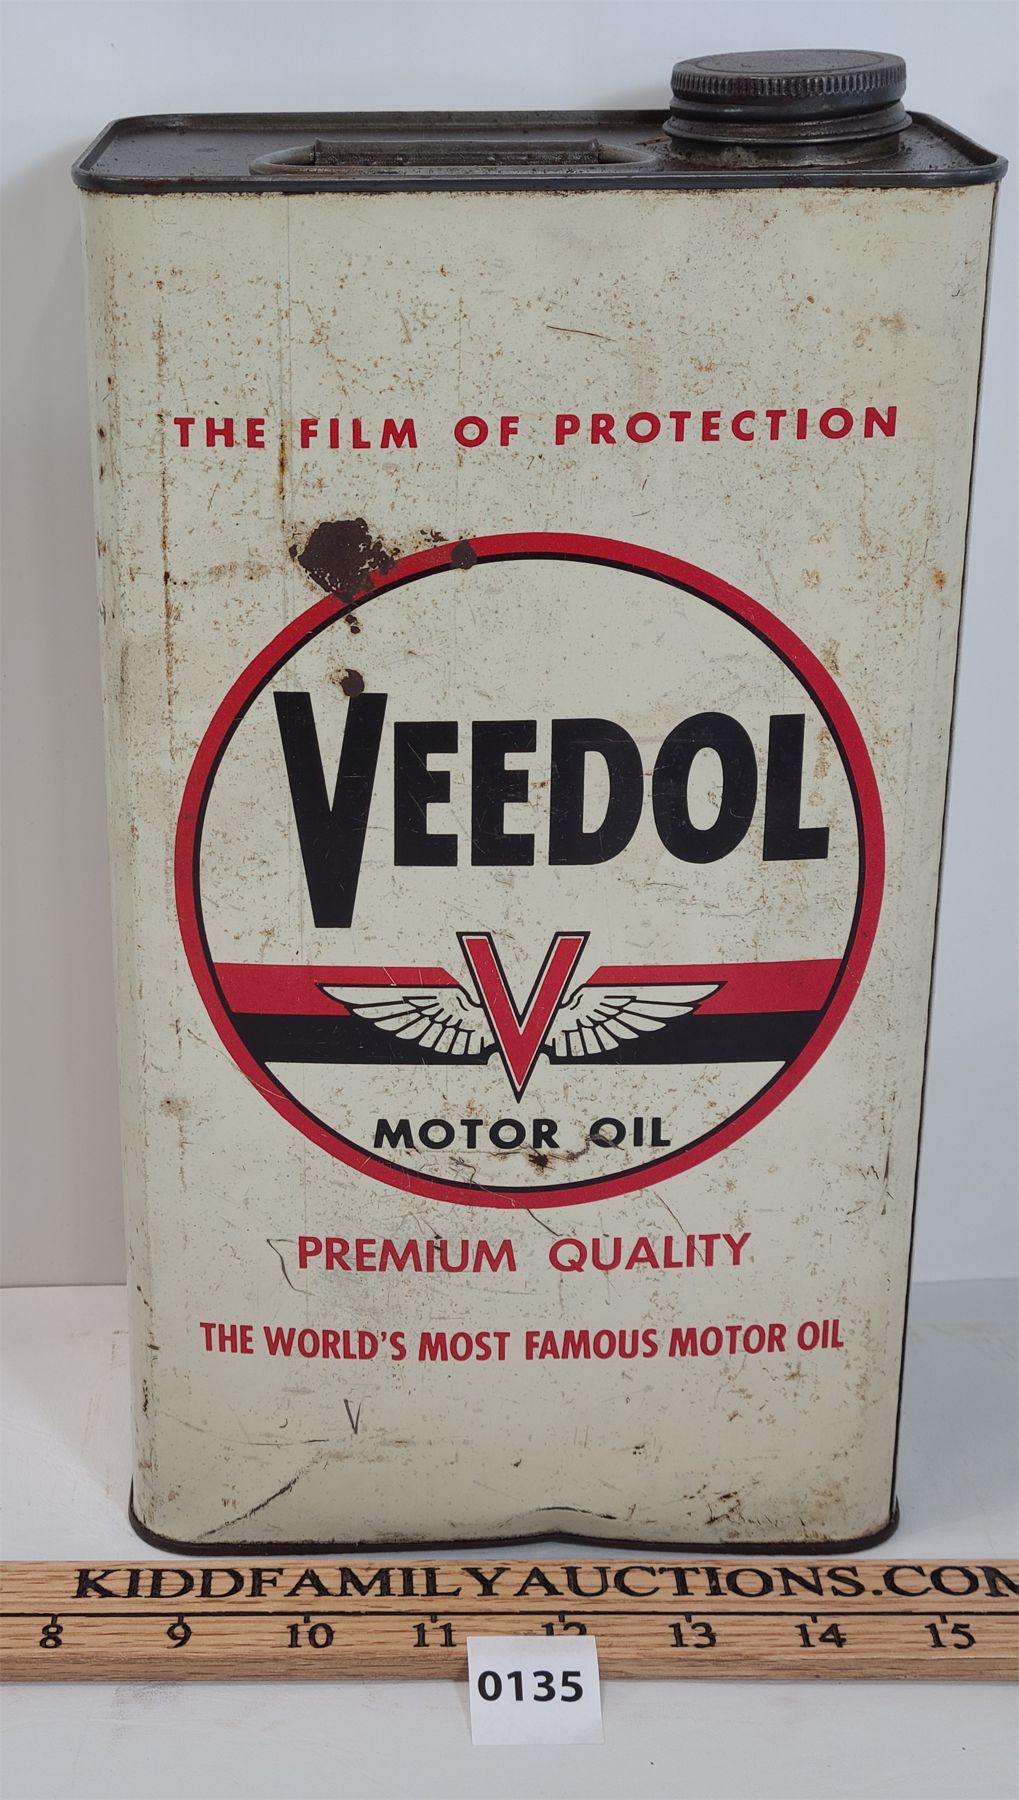 THE FILM OF PROTECTION
VEEDOL
V
MOTOR OIL
PREMIUM QUALITY
THE WORLD'S MOST FAMOUS MOTOR OIL
KIDDFAMILYAUCTIONS.COM
8 9 10 11 12 13 14 15
0135